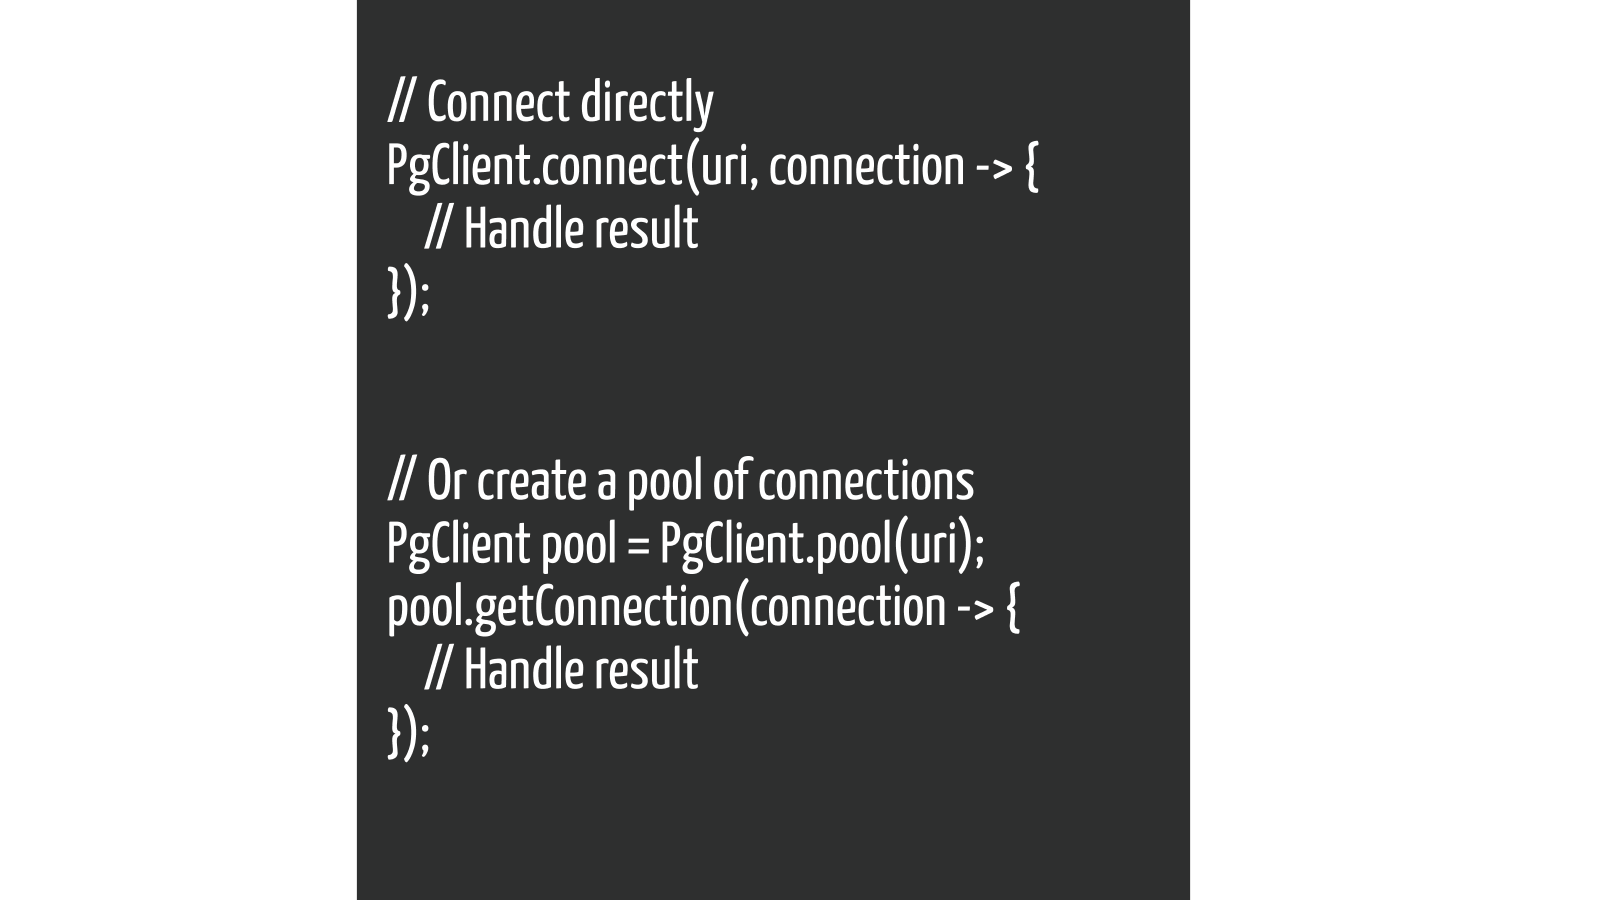 // Connect directly
PgClient.connect(uri, connection -> {
    // Handle result
});
// Or create a pool of connections
PgClient pool = PgClient.pool(uri);
pool.getConnection(connection -> {
    // Handle result
});